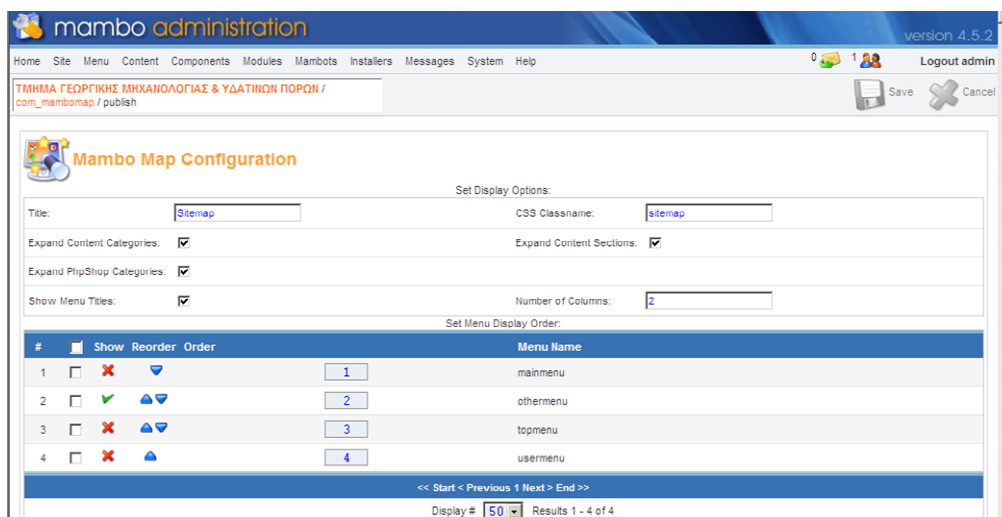 mambo administration
version 4.5.2
Home Site Menu Content Components Modules Mambots Installers Messages System Help 0 1 Logout admin
ΤΜΗΜΑ ΓΕΩΡΓΙΚΗΣ ΜΗΧΑΝΟΛΟΓΙΑΣ & ΥΔΑΤΙΝΩΝ ΠΟΡΩΝ /
com_mambomap / publish
Save Cancel
Mambo Map Configuration
Set Display Options:
Title: Sitemap CSS Classname: sitemap
Expand Content Categories. Expand Content Sections.
Expand PhpShop Categories.
Show Menu Titles: Number of Columns: 2
Set Menu Display Order:
# Show Reorder Order Menu Name
1 1 mainmenu
2 2 othermenu
3 3 topmenu
4 4 usermenu
<< Start < Previous 1 Next > End >>
Display # 50 Results 1 - 4 of 4